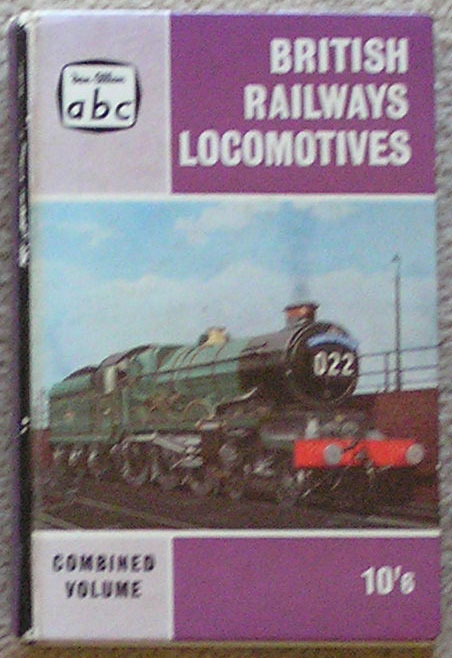 Ian Allan
abc
BRITISH
RAILWAYS
LOCOMOTIVES
022
COMBINED
VOLUME
10'6